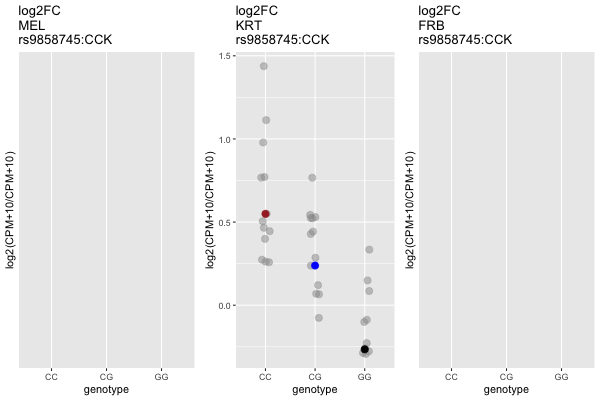 log2FC
MEL
rs9858745:CCK
log2(CPM+10/CPM+10)
CC CG GG
genotype
log2FC
KRT
rs9858745:CCK
log2(CPM+10/CPM+10)
1.5
1.0
0.5
0.0
CC CG GG
genotype
log2FC
FRB
rs9858745:CCK
log2(CPM+10/CPM+10)
CC CG GG
genotype